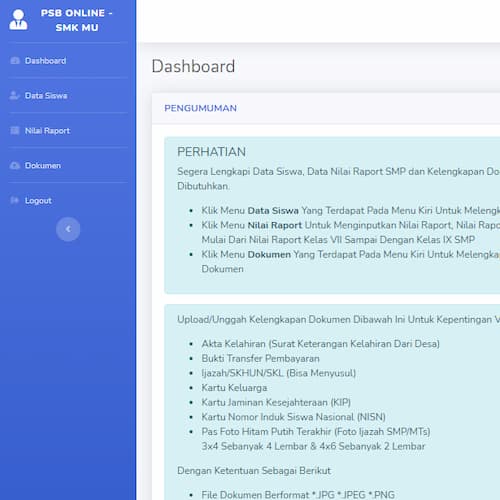 PSB ONLINE -
SMK MU
Dashboard
Data Siswa
Nilai Raport
Dokumen
Logout
Dashboard
PENGUMUMAN
PERHATIAN
Segera Lengkapi Data Siswa, Data Nilai Raport SMP dan Kelengkapan Do
Dibutuhkan.
Klik Menu Data Siswa Yang Terdapat Pada Menu Kiri Untuk Meleng
Klik Menu Nilai Raport Untuk Menginputkan Nilai Raport, Nilai Rapo
Mulai Dari Nilai Raport Kelas VII Sampai Dengan Kelas IX SMP
Klik Menu Dokumen Yang Terdapat Pada Menu Kiri Untuk Melengka
Dokumen
Upload/Unggah Kelengkapan Dokumen Dibawah Ini Untuk Kepentingan V
Akta Kelahiran (Surat Keterangan Kelahiran Dari Desa)
Bukti Transfer Pembayaran
Ijazah/SKHUN/SKL (Bisa Menyusul)
Kartu Keluarga
Kartu Jaminan Kesejahteraan (KIP)
Kartu Nomor Induk Siswa Nasional (NISN)
Pas Foto Hitam Putih Terakhir (Foto Ijazah SMP/MTs)
3x4 Sebanyak 4 Lembar & 4x6 Sebanyak 2 Lembar
Dengan Ketentuan Sebagai Berikut
File Dokumen Berformat *.JPG *.JPEG *.PNG